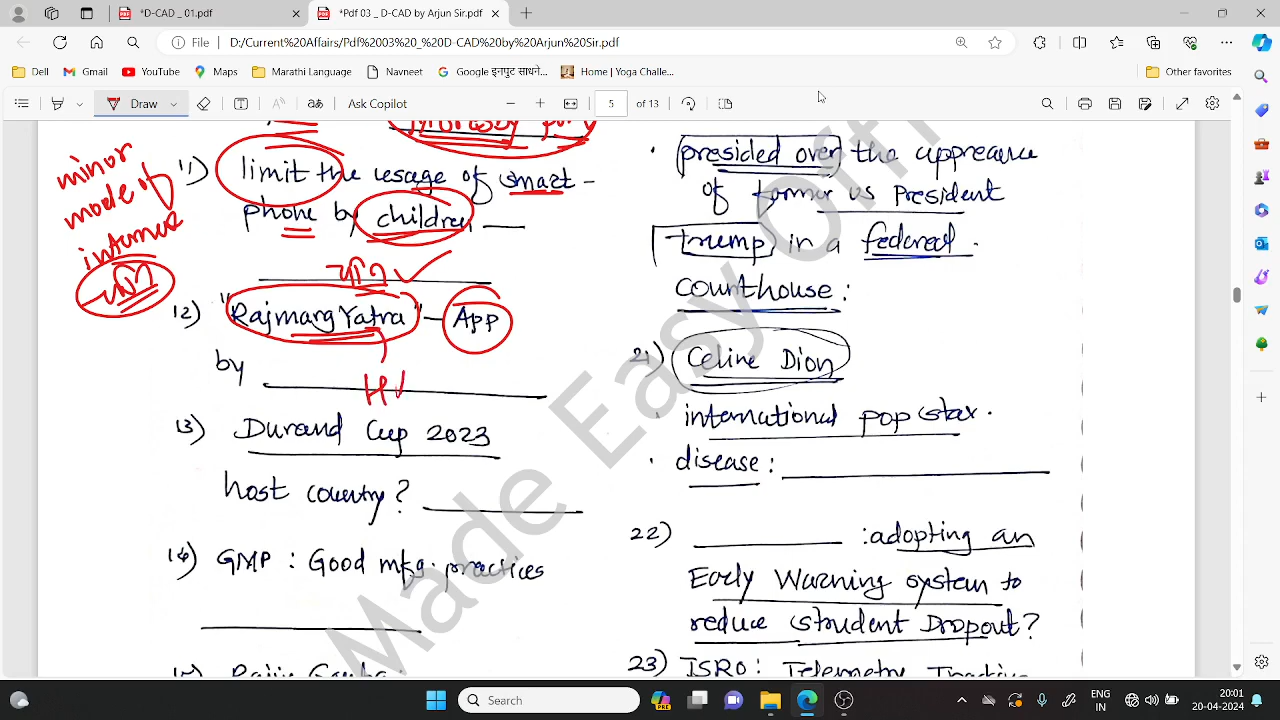 *D-CAD _ 01.pdf
*Pdf 03 _ D-CAD by Arjun Sir.pdf
File
D:/Current%20Affairs/Pdf%2003%20_%20D-CAD%20by%20Arjun%20Sir.pdf
Dell
Gmail
YouTube
Maps
Marathi Language
Navneet
Google इनपुट साधने...
Home | Yoga Challe...
Other favorites
Draw
Ask Copilot
5 of 13
minor
mode of
11) limit the usage of smart-
phone by children
12) "Rajmarg Yatra" - App
by
13) Durand Cup 2023
host country?
14) GMP : Good mfg. practices
presided over the appreance
of former US President
trump in a federal
courthouse:
21) Celine Dion
international pop star.
disease:
22) : adopting an
Early Warning system to
reduce student Dropout?
23) ISRO: Telemetry
Made Easy
Search
ENG
IN
20:01
20-04-2024